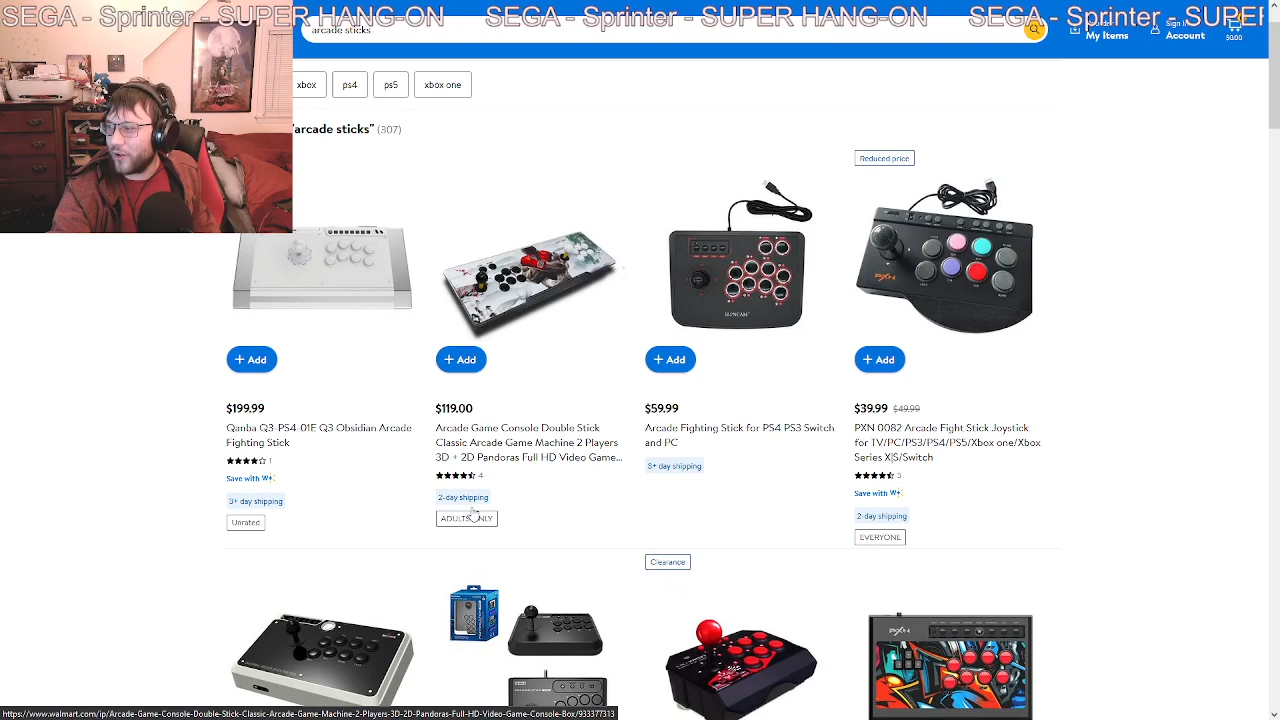 SEGA - Sprinter - SUPER HANG-ON SEGA - Sprinter - SUPER HANG-ON SEGA - Sprinter - SUPER
arcade sticks
My Items
Sign In
Account
$0.00
xbox
ps4
ps5
xbox one
"arcade sticks" (307)
Reduced price
BUNCAM
PXN
+ Add
+ Add
+ Add
+ Add
$199.99
$119.00
$59.99
$39.99 $49.99
Qanba Q3-PS4-01E Q3 Obsidian Arcade
Fighting Stick
1
Save with W+
3+ day shipping
Unrated
Arcade Game Console Double Stick
Classic Arcade Game Machine 2 Players
3D + 2D Pandoras Full HD Video Game...
4
2-day shipping
ADULTS ONLY
Arcade Fighting Stick for PS4 PS3 Switch
and PC
3+ day shipping
PXN 0082 Arcade Fight Stick Joystick
for TV/PC/PS3/PS4/PS5/Xbox one/Xbox
Series X|S/Switch
3
Save with W+
2-day shipping
EVERYONE
Clearance
PXN
https://www.walmart.com/ip/Arcade-Game-Console-Double-Stick-Classic-Arcade-Game-Machine-2-Players-3D-2D-Pandoras-Full-HD-Video-Game-Console-Box/933377313